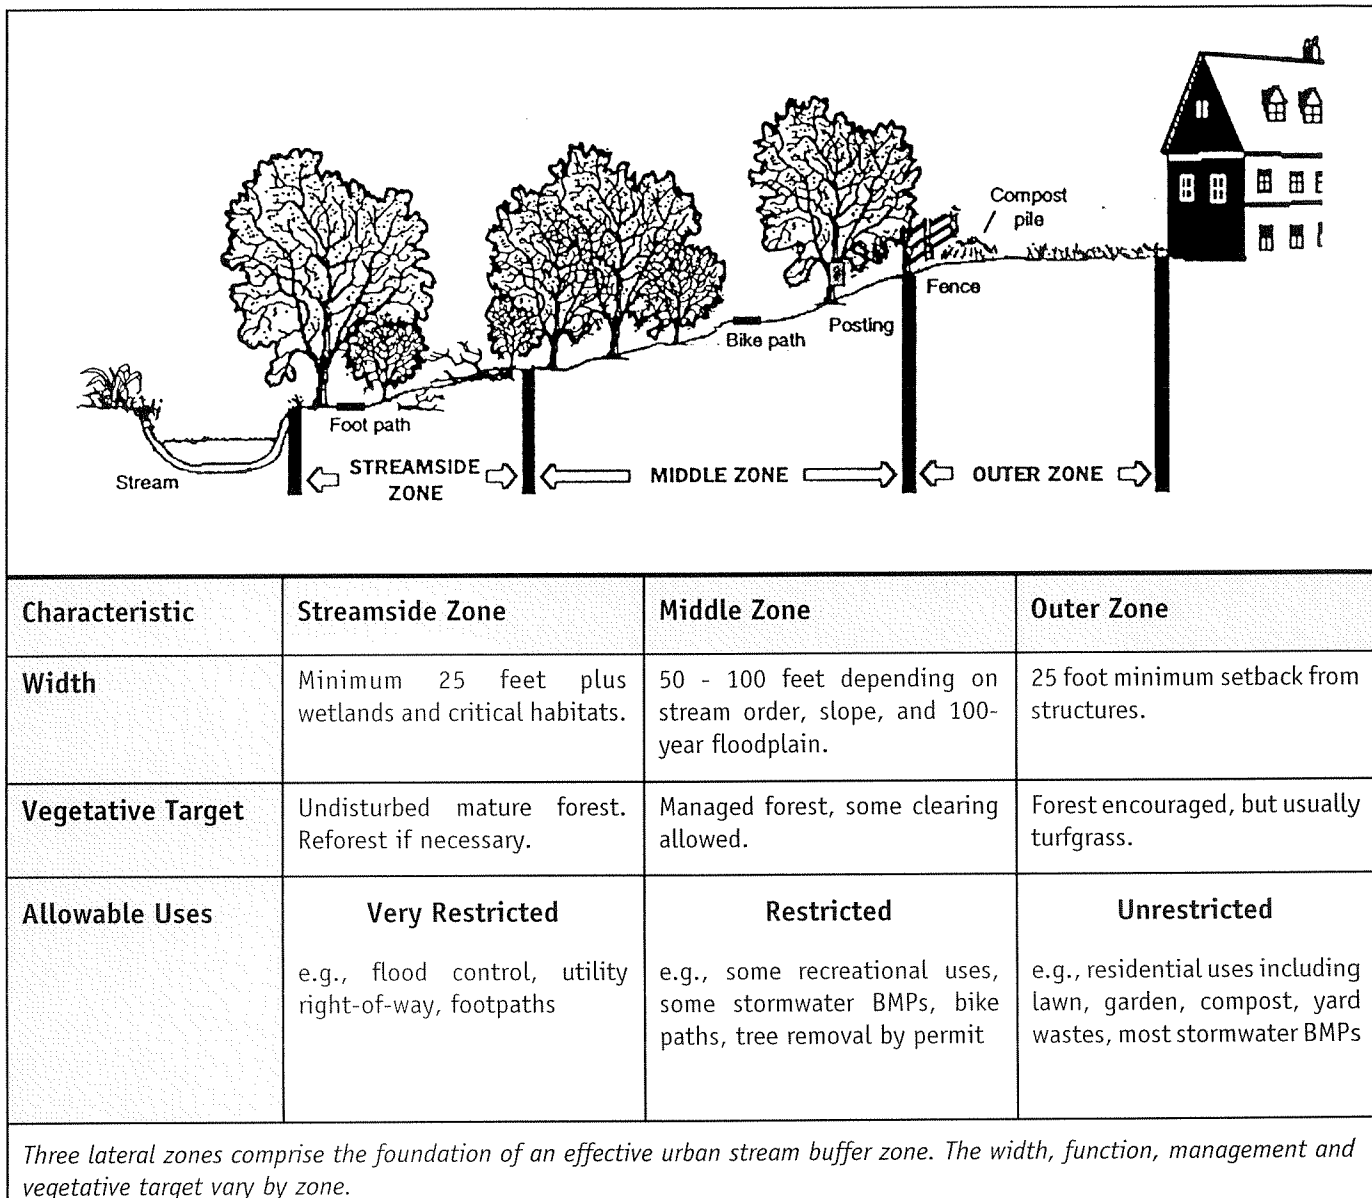 Compost
pile
Fence
Posting
Bike path
Foot path
Stream
STREAMSIDE
ZONE
MIDDLE ZONE
OUTER ZONE
Characteristic
Streamside Zone
Middle Zone
Outer Zone
Width
Minimum 25 feet plus
wetlands and critical habitats.
50 - 100 feet depending on
stream order, slope, and 100-
year floodplain.
25 foot minimum setback from
structures.
Vegetative Target
Undisturbed mature forest.
Reforest if necessary.
Managed forest, some clearing
allowed.
Forest encouraged, but usually
turfgrass.
Allowable Uses
Very Restricted
e.g., flood control, utility
right-of-way, footpaths
Restricted
e.g., some recreational uses,
some stormwater BMPs, bike
paths, tree removal by permit
Unrestricted
e.g., residential uses including
lawn, garden, compost, yard
wastes, most stormwater BMPs
Three lateral zones comprise the foundation of an effective urban stream buffer zone. The width, function, management and
vegetative target vary by zone.